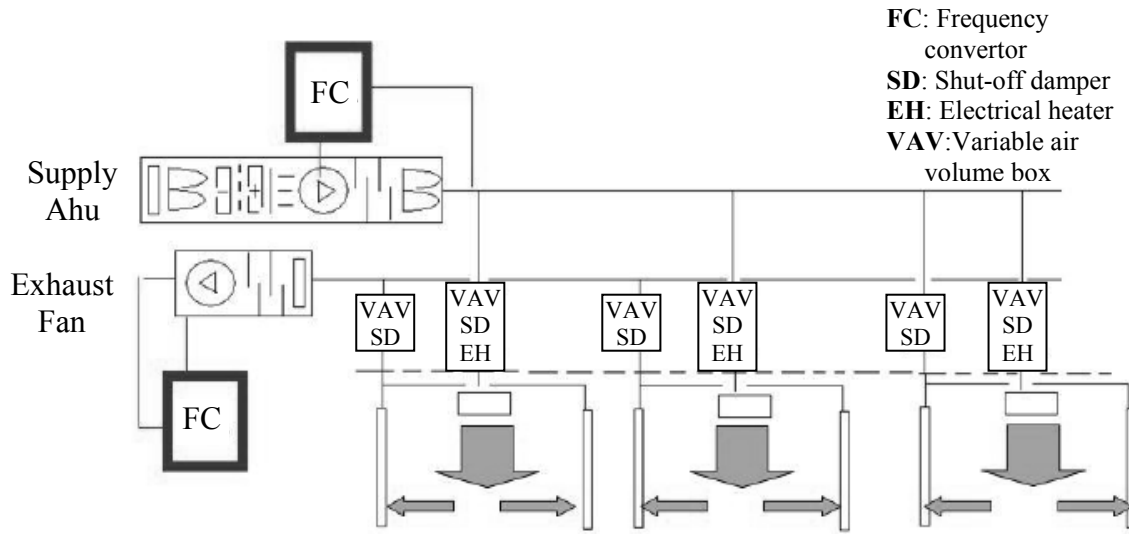 FC: Frequency
convertor
SD: Shut-off damper
EH: Electrical heater
VAV:Variable air
volume box
FC
Supply
Ahu
Exhaust
Fan
FC
VAV
SD
VAV
SD
EH
VAV
SD
VAV
SD
EH
VAV
SD
VAV
SD
EH